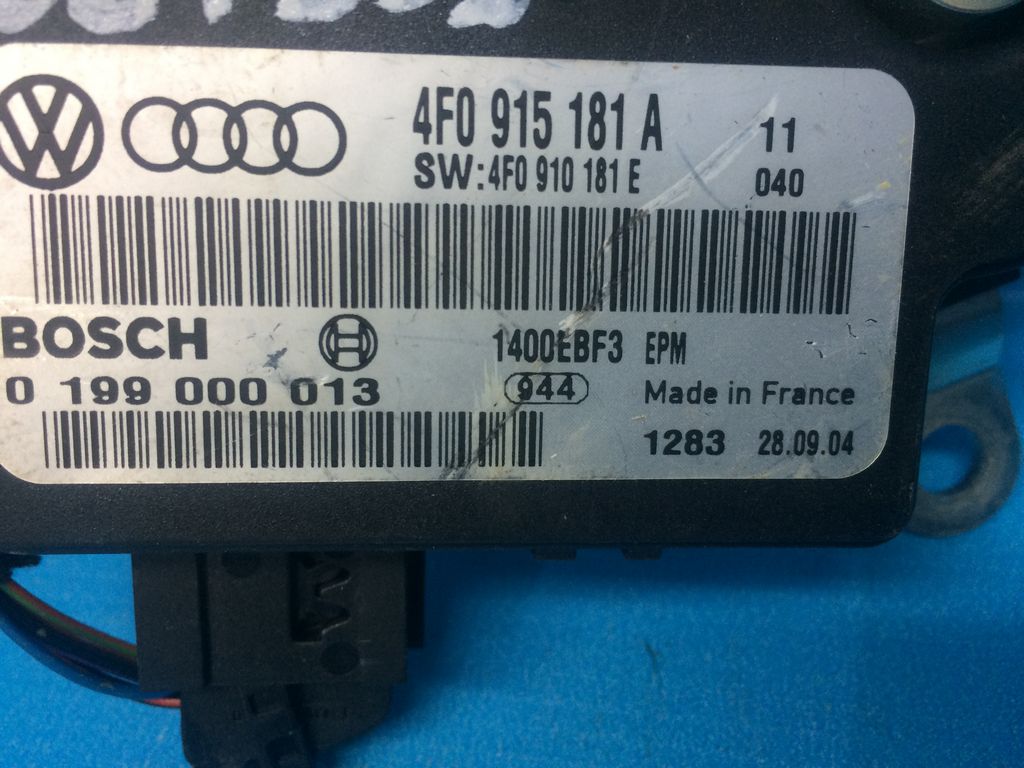 4F0 915 181 A 11
SW:4F0 910 181 E 040
BOSCH 1400EBF3 EPM
0 199 000 013 944 Made in France
1283 28.09.04